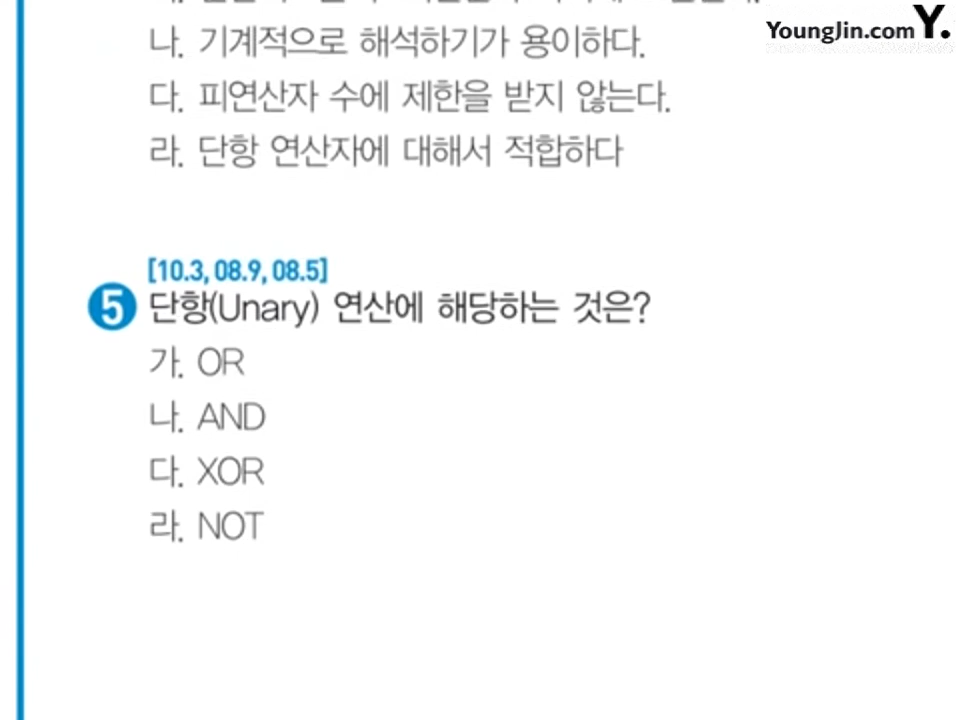 YoungJin.com Y.
나. 기계적으로 해석하기가 용이하다.
다. 피연산자 수에 제한을 받지 않는다.
라. 단항 연산자에 대해서 적합하다
[10.3, 08.9, 08.5]
5 단항(Unary) 연산에 해당하는 것은?
가. OR
나. AND
다. XOR
라. NOT